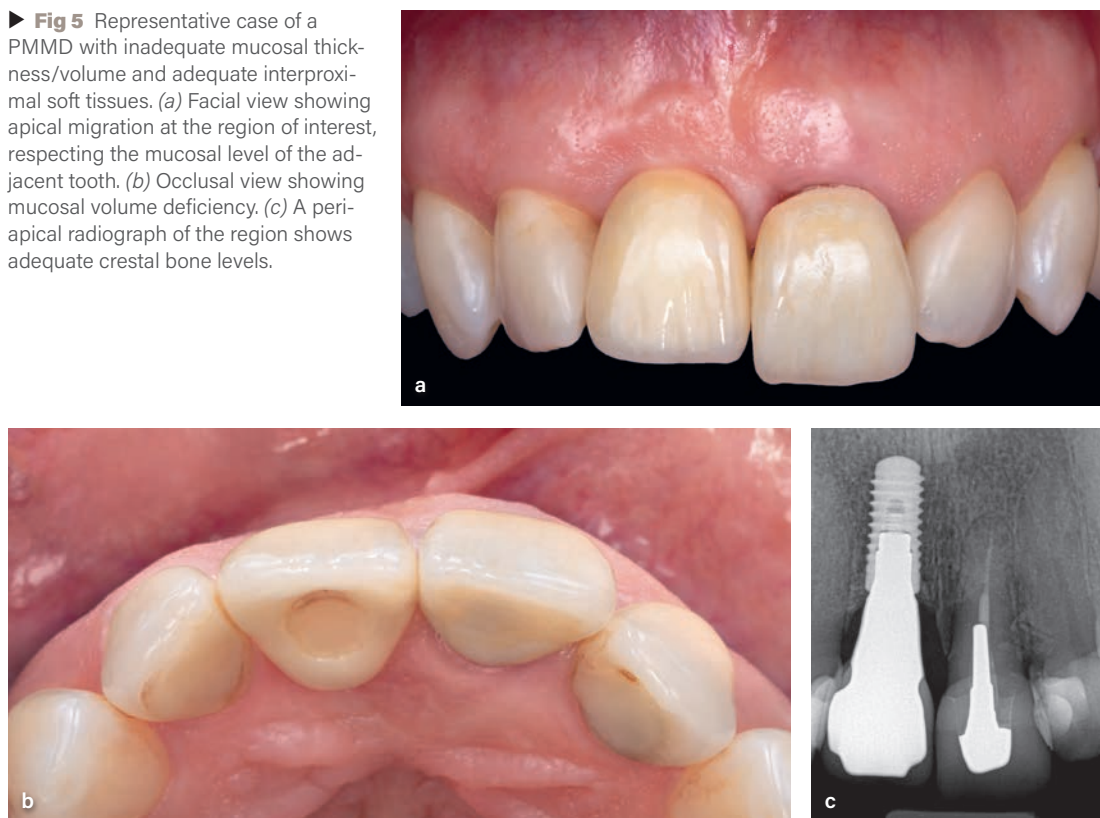 ▶ Fig 5 Representative case of a
PMMD with inadequate mucosal thick-
ness/volume and adequate interproxi-
mal soft tissues. (a) Facial view showing
apical migration at the region of interest,
respecting the mucosal level of the ad-
jacent tooth. (b) Occlusal view showing
mucosal volume deficiency. (c) A peri-
apical radiograph of the region shows
adequate crestal bone levels.
a
b
c